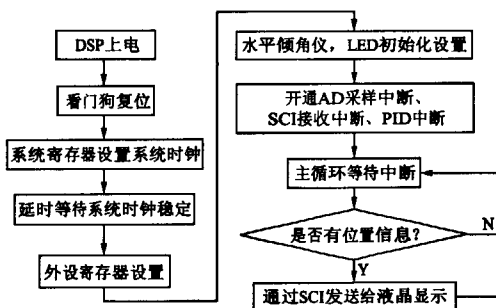 DSP上电
看门狗复位
系统寄存器设置系统时钟
延时等待系统时钟稳定
外设寄存器设置
水平倾角仪，LED初始化设置
开通AD采样中断、
SCI接收中断、PID中断
主循环等待中断
是否有位置信息?
N
Y
通过SCI发送给液晶显示